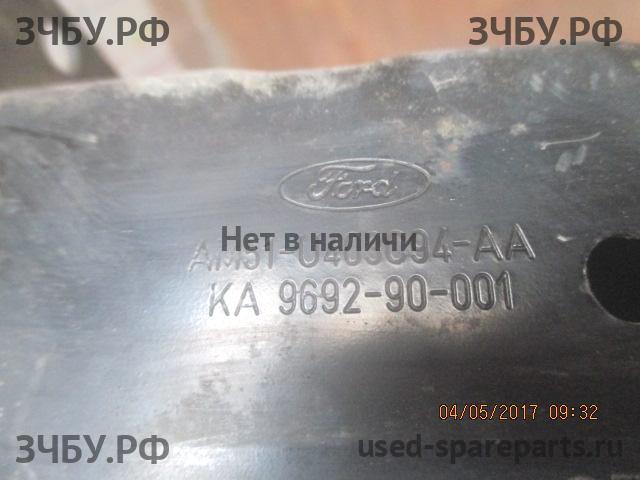 ЗЧБУ.РФ ЗЧБУ.РФ
Ford
Нет в наличи
KA 9692-90-001
04/05/2017 09:32
ЗЧБУ.РФ
used-spareparts.ru